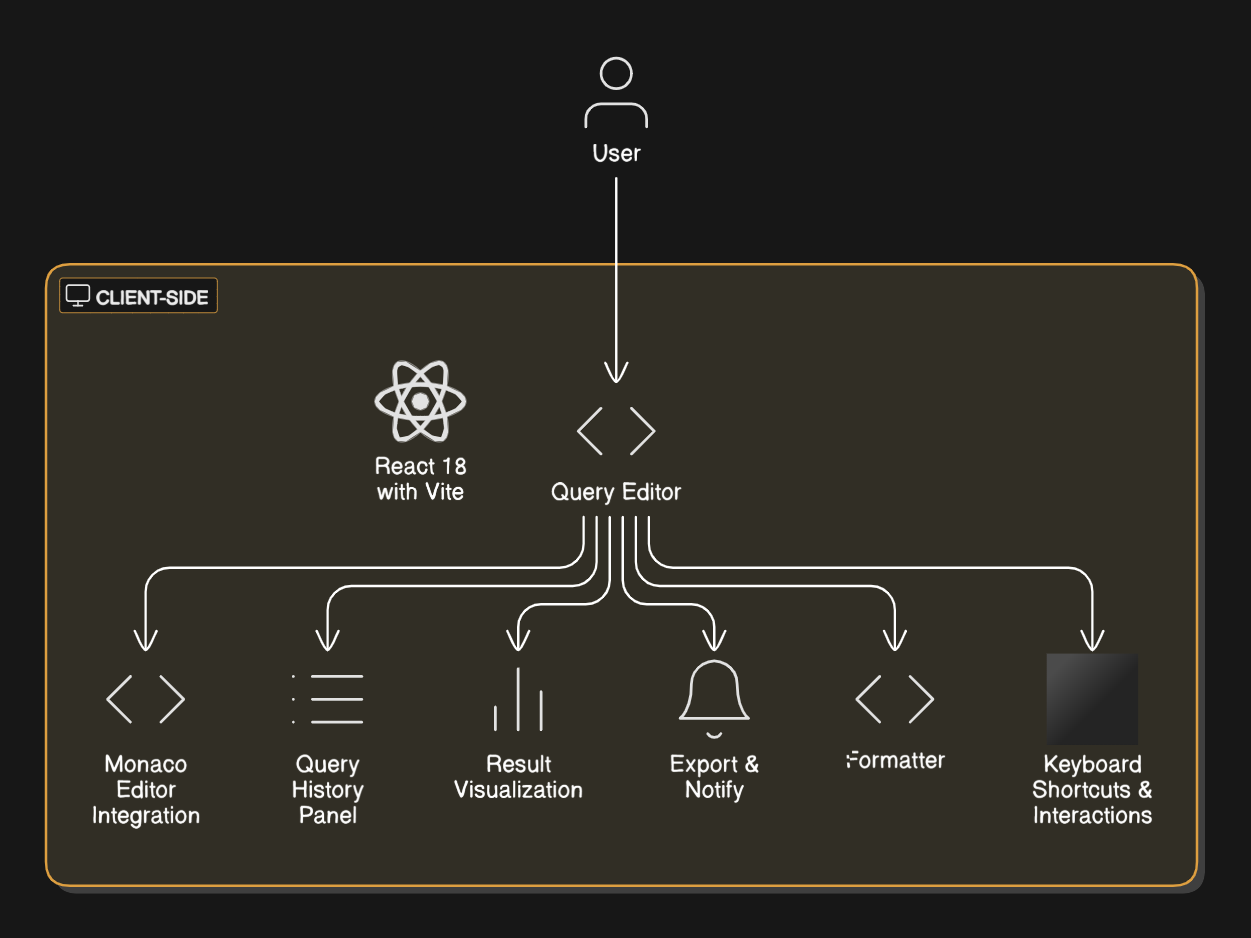 User
CLIENT-SIDE
React 18
with Vite
Query Editor
Monaco
Editor
Integration
Query
History
Panel
Result
Visualization
Export &
Notify
Formatter
Keyboard
Shortcuts &
Interactions